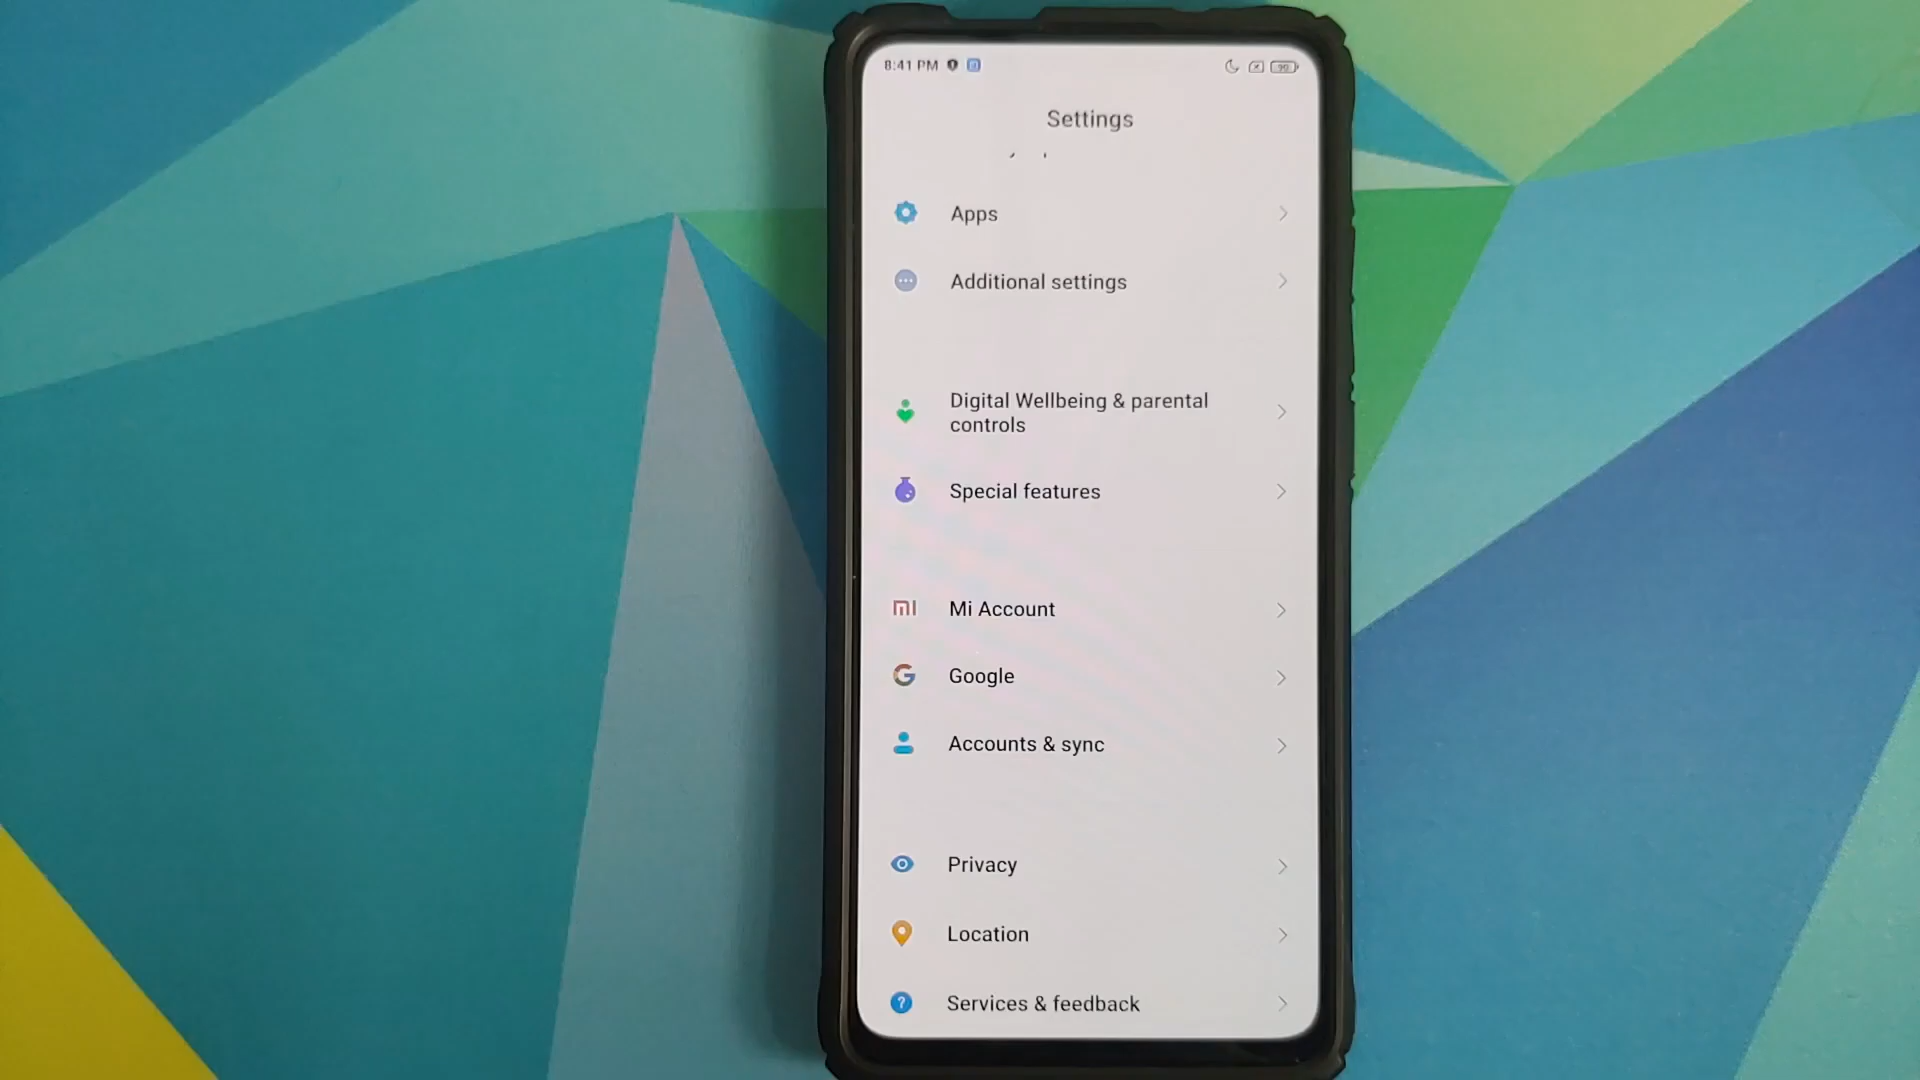 8:41 PM
90
Settings
Apps
Additional settings
Digital Wellbeing & parental
controls
Special features
Mi Account
Google
Accounts & sync
Privacy
Location
Services & feedback